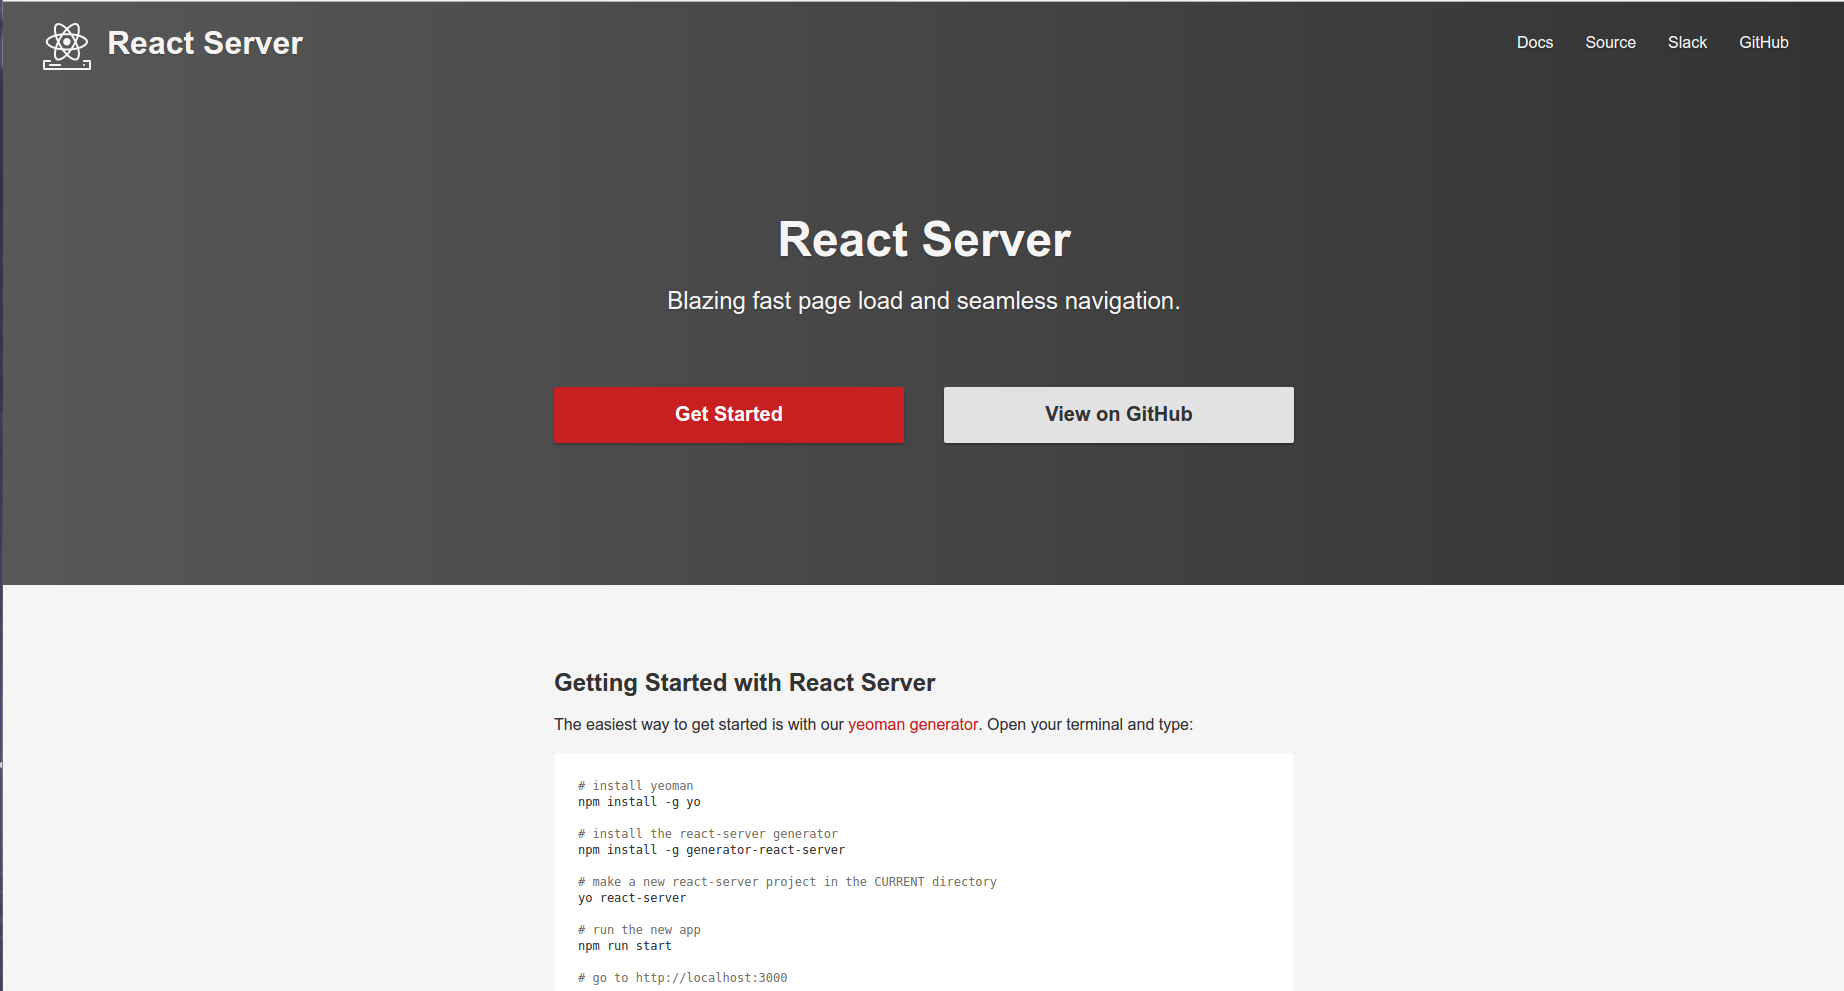 React Server
Docs Source Slack GitHub
React Server
Blazing fast page load and seamless navigation.
Get Started
View on GitHub
Getting Started with React Server
The easiest way to get started is with our yeoman generator. Open your terminal and type:
# install yeoman
npm install -g yo
# install the react-server generator
npm install -g generator-react-server
# make a new react-server project in the CURRENT directory
yo react-server
# run the new app
npm run start
# go to http://localhost:3000